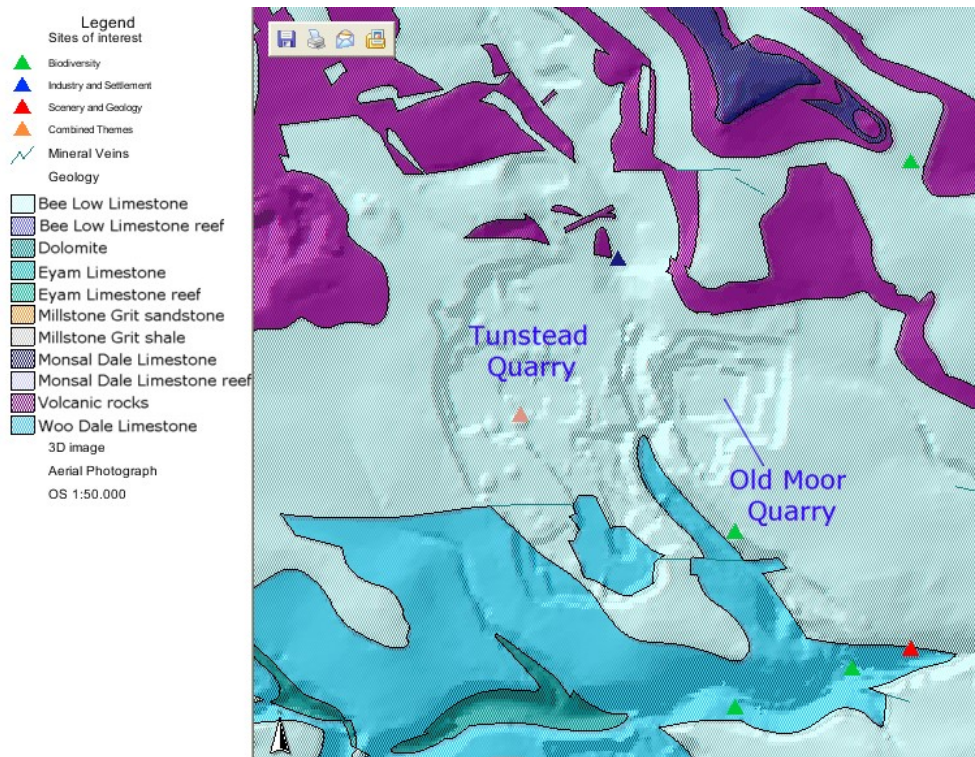 Legend
Sites of interest
Biodiversity
Industry and Settlement
Scenery and Geology
Combined Themes
Mineral Veins
Geology
Bee Low Limestone
Bee Low Limestone reef
Dolomite
Eyam Limestone
Eyam Limestone reef
Millstone Grit sandstone
Millstone Grit shale
Monsal Dale Limestone
Monsal Dale Limestone reef
Volcanic rocks
Woo Dale Limestone
3D image
Aerial Photograph
OS 1:50.000
Tunstead
Quarry
Old Moor
Quarry